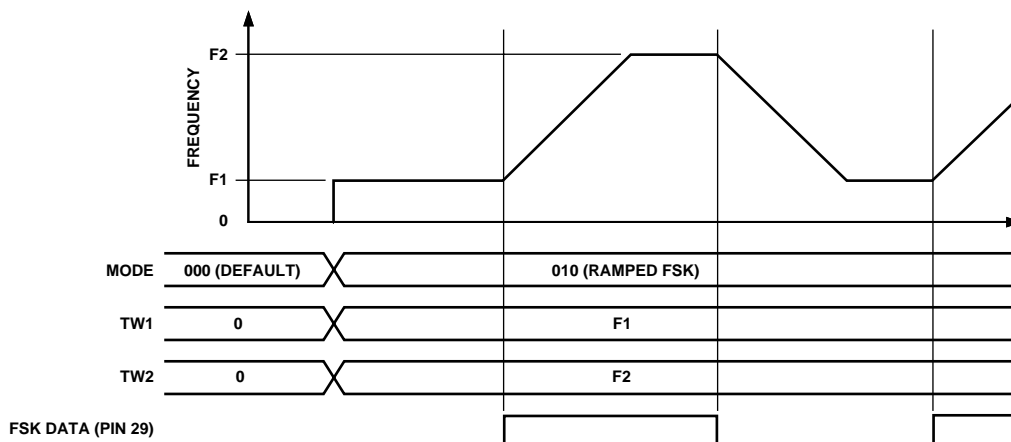 F2
FREQUENCY
F1
0
MODE 000 (DEFAULT) 010 (RAMPED FSK)
TW1 0 F1
TW2 0 F2
FSK DATA (PIN 29)